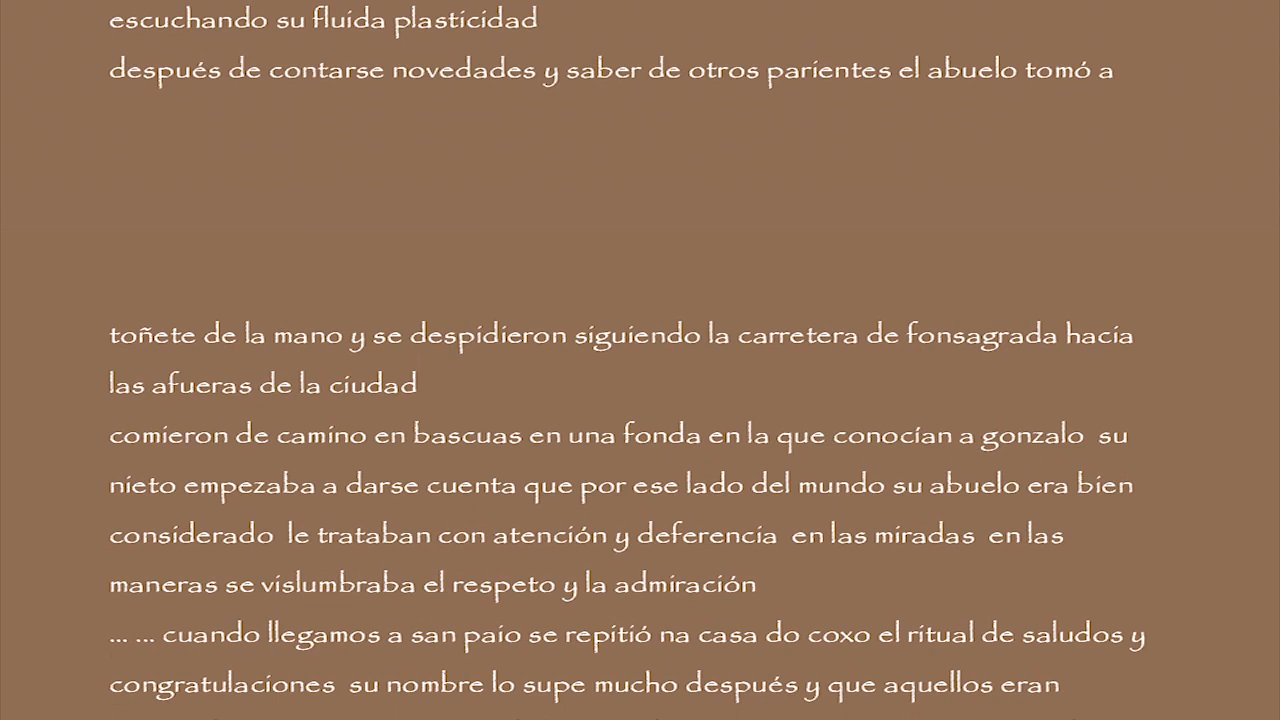 escuchando su fluida plasticidad
después de contarse novedades y saber de otros parientes el abuelo tomó a
toñete de la mano y se despidieron siguiendo la carretera de fonsagrada hacia
las afueras de la ciudad
comieron de camino en bascuas en una fonda en la que conocían a gonzalo  su
nieto empezaba a darse cuenta que por ese lado del mundo su abuelo era bien
considerado  le trataban con atención y deferencia  en las miradas  en las
maneras se vislumbraba el respeto y la admiración
... ... cuando llegamos a san paio se repitió na casa do coxo el ritual de saludos y
congratulaciones  su nombre lo supe mucho después y que aquellos eran